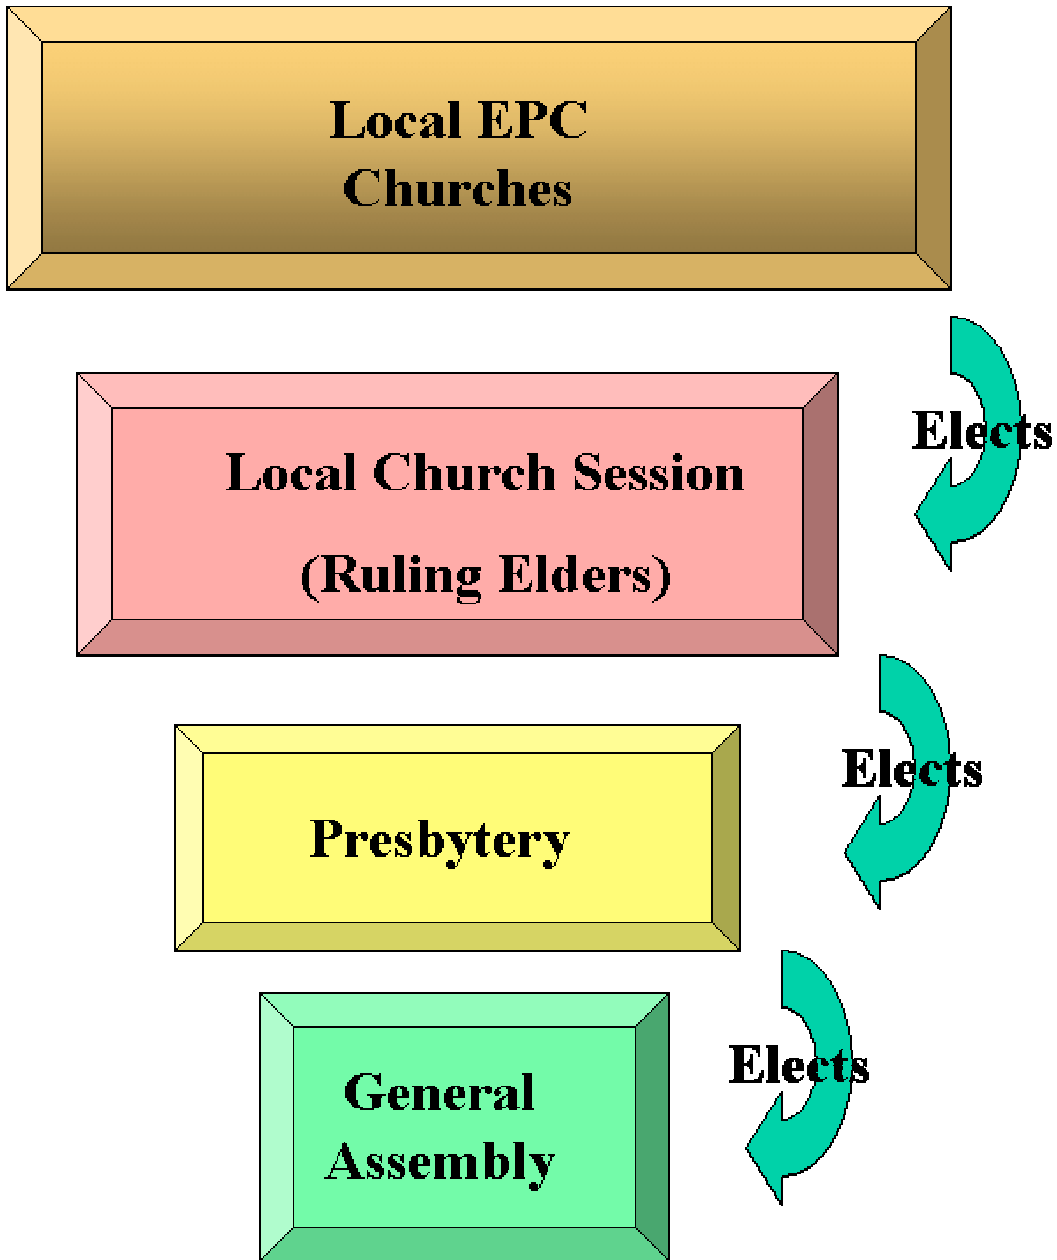 Local EPC
Churches
Elects
Local Church Session
(Ruling Elders)
Elects
Presbytery
Elects
General
Assembly